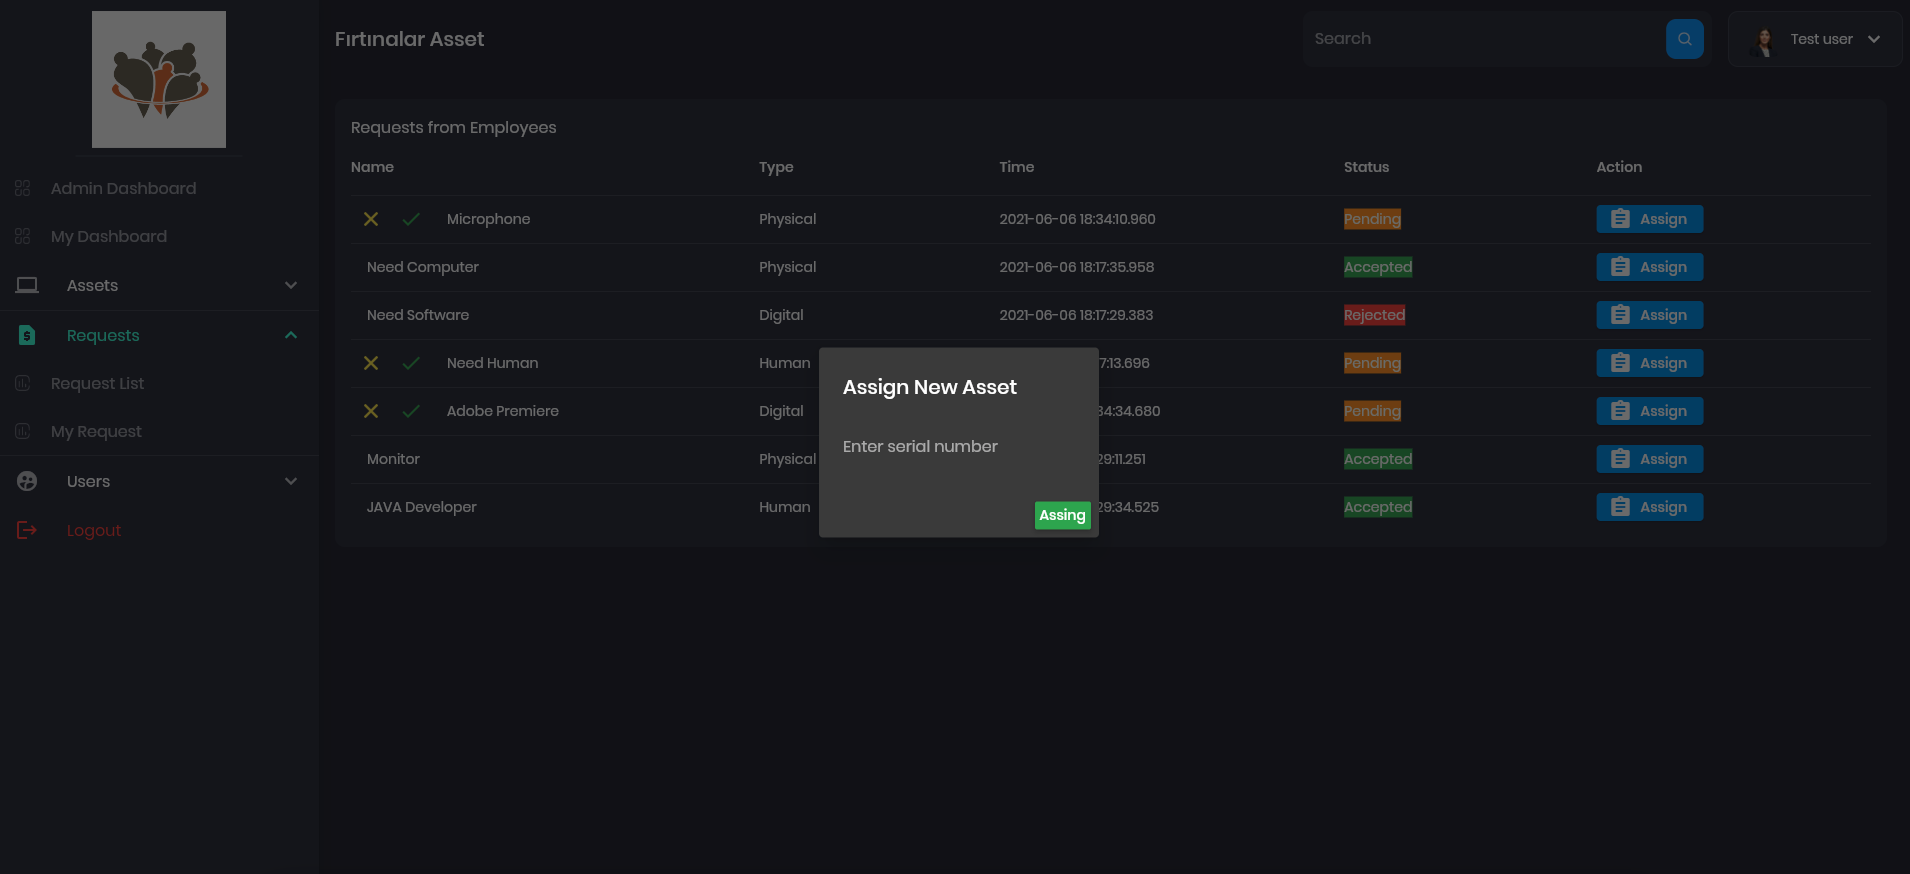 Fırtınalar Asset
Search
Test user
Admin Dashboard
My Dashboard
Assets
Requests
Request List
My Request
Users
Logout
Requests from Employees
Name Type Time Status Action
Microphone Physical 2021-06-06 18:34:10.960 Pending Assign
Need Computer Physical 2021-06-06 18:17:35.958 Accepted Assign
Need Software Digital 2021-06-06 18:17:29.383 Rejected Assign
Need Human Human 7:13.696 Pending Assign
Adobe Premiere Digital 34:34.680 Pending Assign
Monitor Physical 29:11.251 Accepted Assign
JAVA Developer Human 29:34.525 Accepted Assign
Assign New Asset
Enter serial number
Assing